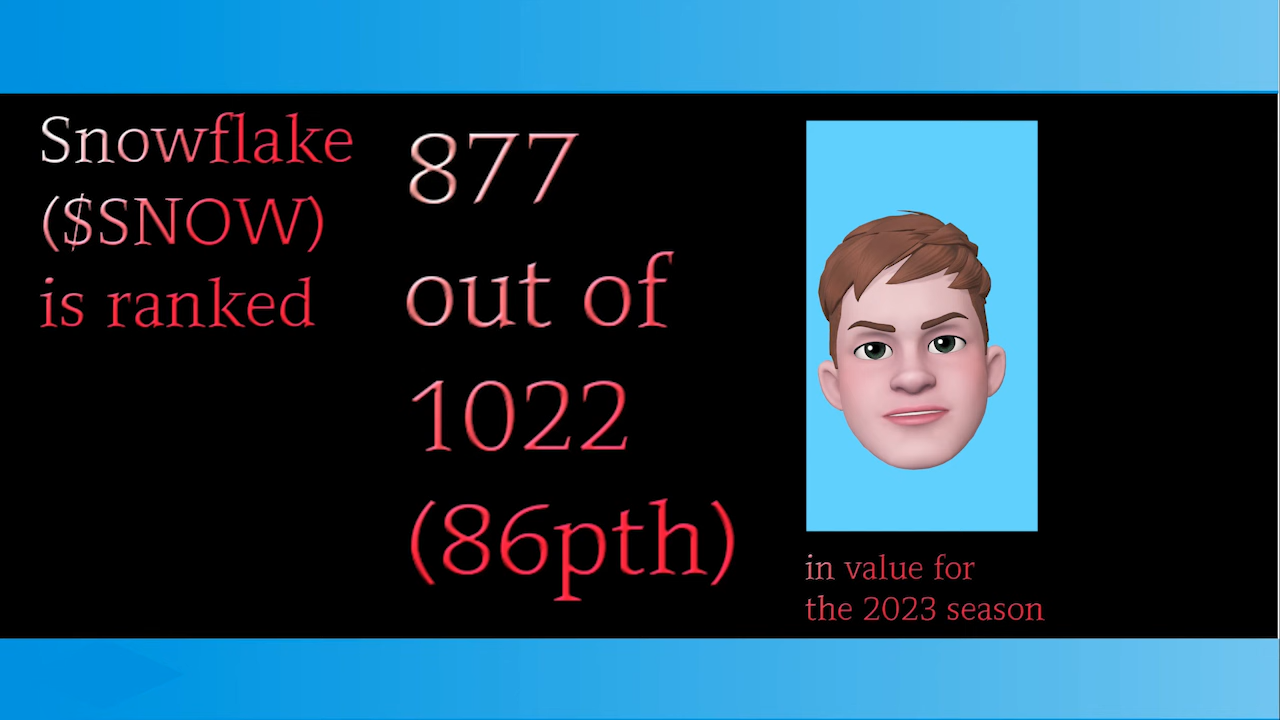 Snowflake
($SNOW)
is ranked
877
out of
1022
(86pth)
in value for
the 2023 season